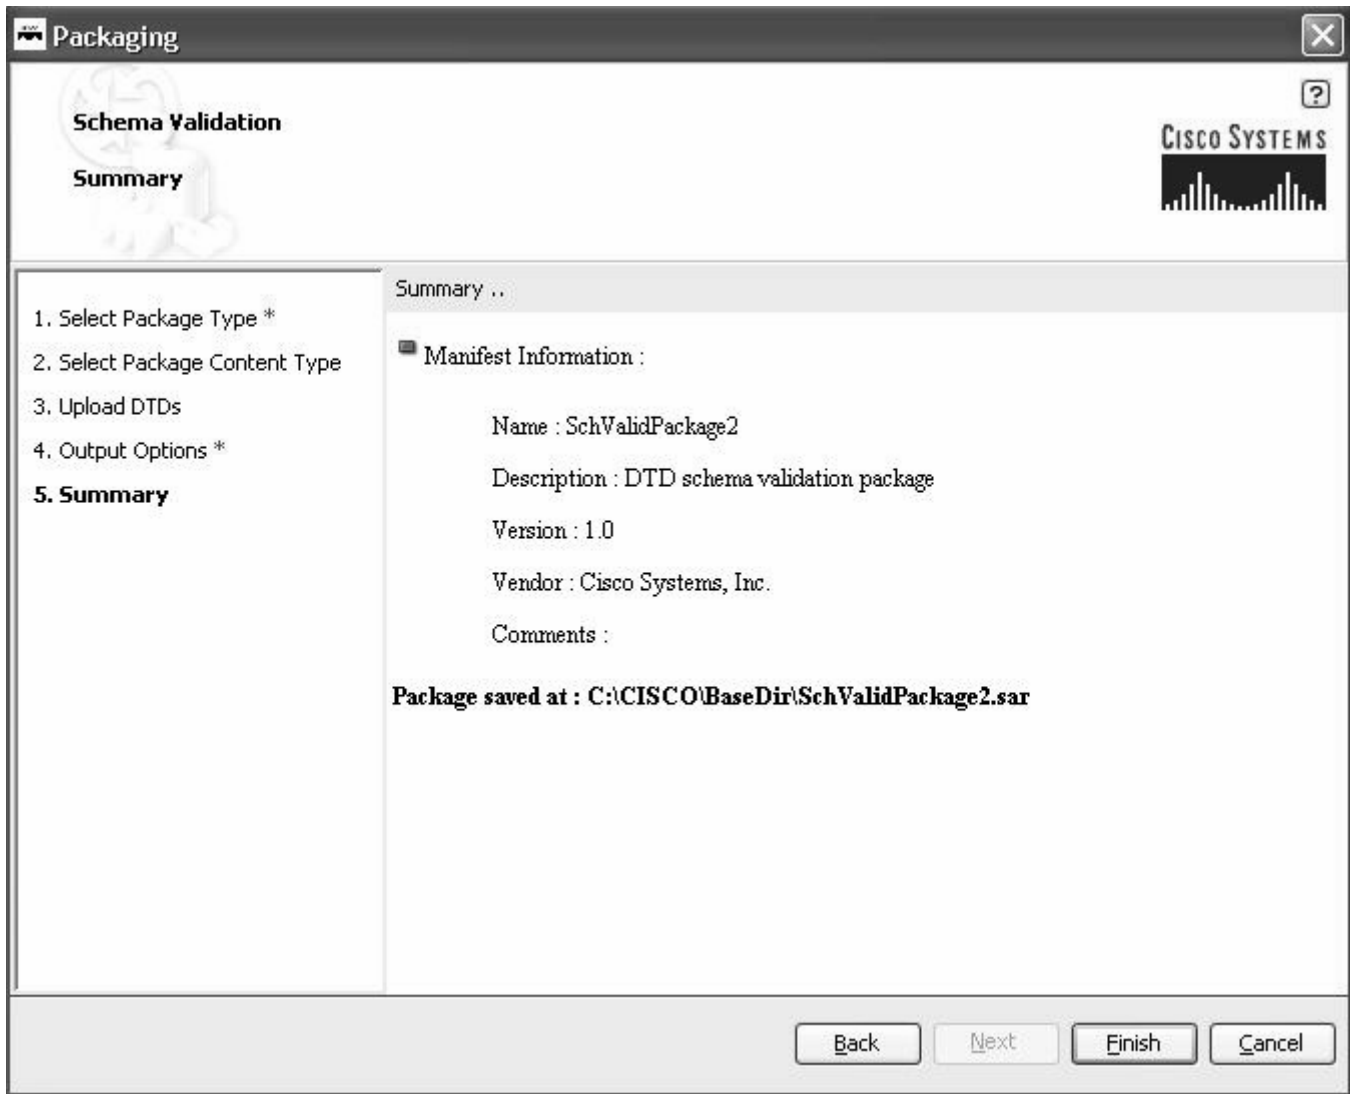 Packaging
Schema Validation
Summary
?
CISCO SYSTEMS
1. Select Package Type *
2. Select Package Content Type
3. Upload DTDs
4. Output Options *
5. Summary
Summary ..
Manifest Information :
Name : SchValidPackage2
Description : DTD schema validation package
Version : 1.0
Vendor : Cisco Systems, Inc.
Comments :
Package saved at : C:\CISCO\BaseDir\SchValidPackage2.sar
Back Next Finish Cancel